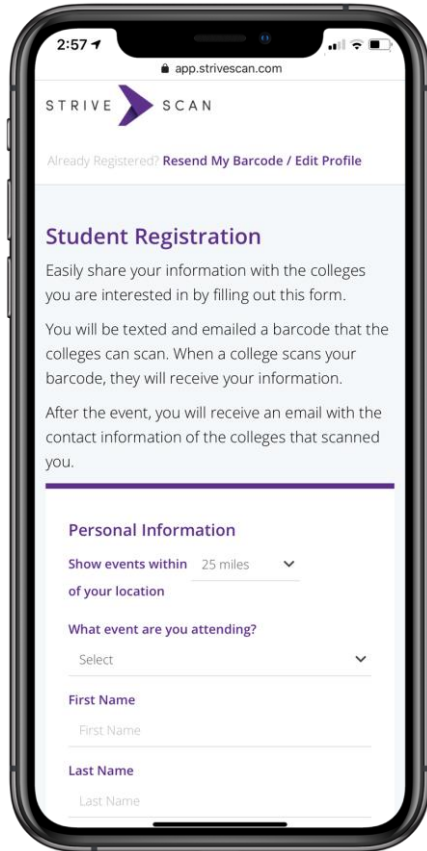 2:57
app.strivescan.com
STRIVE SCAN
Already Registered? Resend My Barcode / Edit Profile
Student Registration
Easily share your information with the colleges
you are interested in by filling out this form.
You will be texted and emailed a barcode that the
colleges can scan. When a college scans your
barcode, they will receive your information.
After the event, you will receive an email with the
contact information of the colleges that scanned
you.
Personal Information
Show events within 25 miles
of your location
What event are you attending?
Select
First Name
First Name
Last Name
Last Name